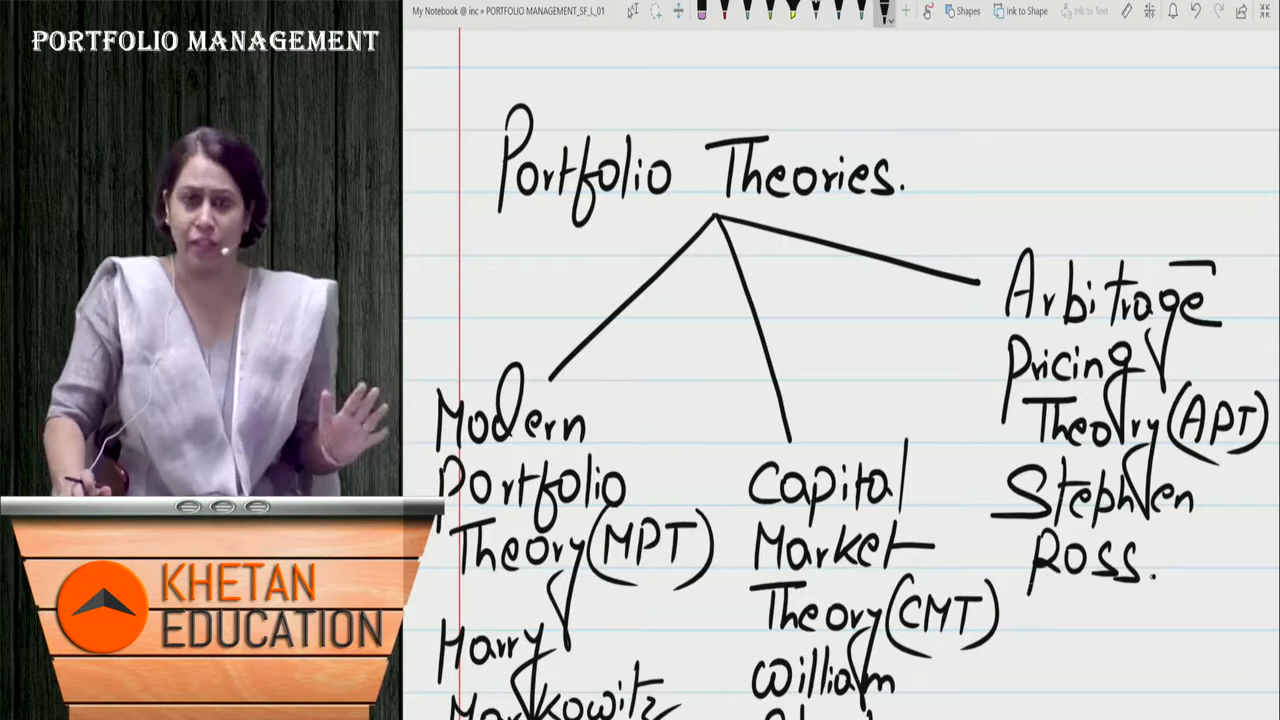 My Notebook @ inc » PORTFOLIO MANAGEMENT_SF_L_01
Shapes
Ink to Shape
Ink to Text
PORTFOLIO MANAGEMENT
Portfolio Theories.
Modern
Portfolio
Theory (MPT)
Harry
Markowitz
Capital
Market
Theory (CMT)
William
Arbitrage
Pricing
Theory (APT)
Stephen
Ross.
KHETAN
EDUCATION